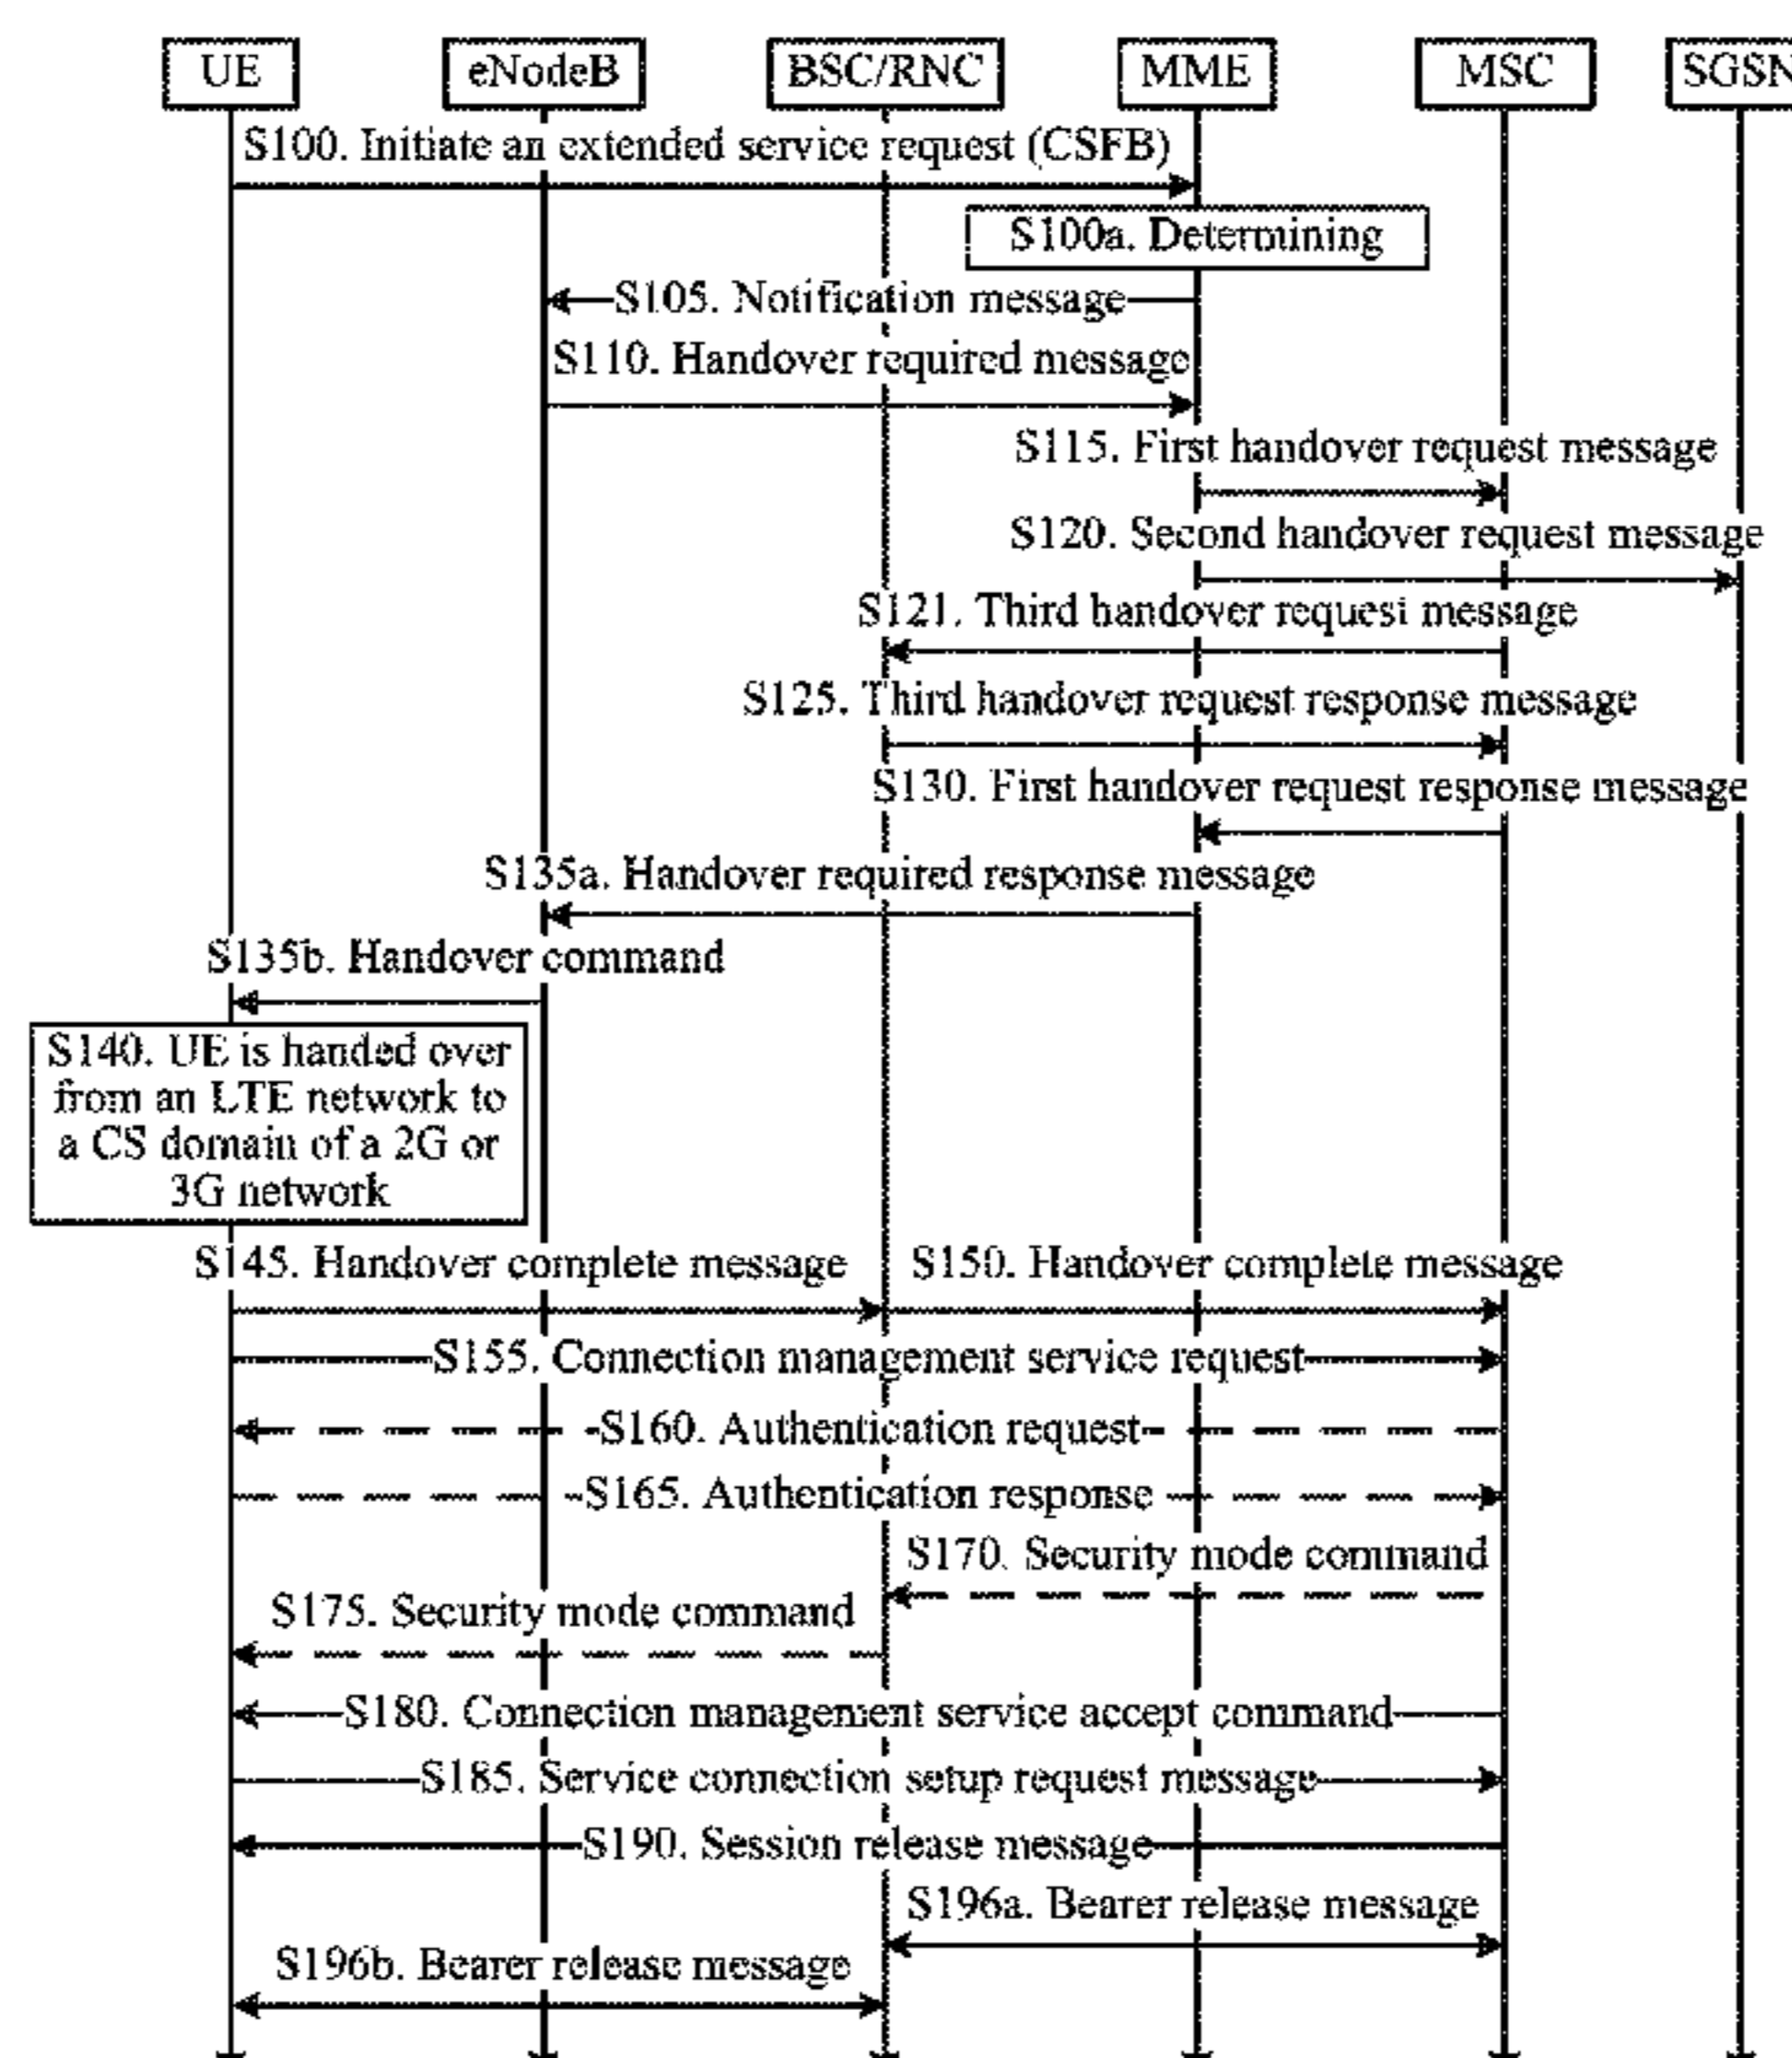 UE
eNodeB
BSC/RNC
MME
MSC
SGSN
S100. Initiate an extended service request (CSFB)
S100a. Determining
S105. Notification message
S110. Handover required message
S115. First handover request message
S120. Second handover request message
S121. Third handover request message
S125. Third handover request response message
S130. First handover request response message
S135a. Handover required response message
S135b. Handover command
S140. UE is handed over
from an LTE network to
a CS domain of a 2G or
3G network
S145. Handover complete message
S150. Handover complete message
S155. Connection management service request
S160. Authentication request
S165. Authentication response
S170. Security mode command
S175. Security mode command
S180. Connection management service accept command
S185. Service connection setup request message
S190. Session release message
S196a. Bearer release message
S196b. Bearer release message